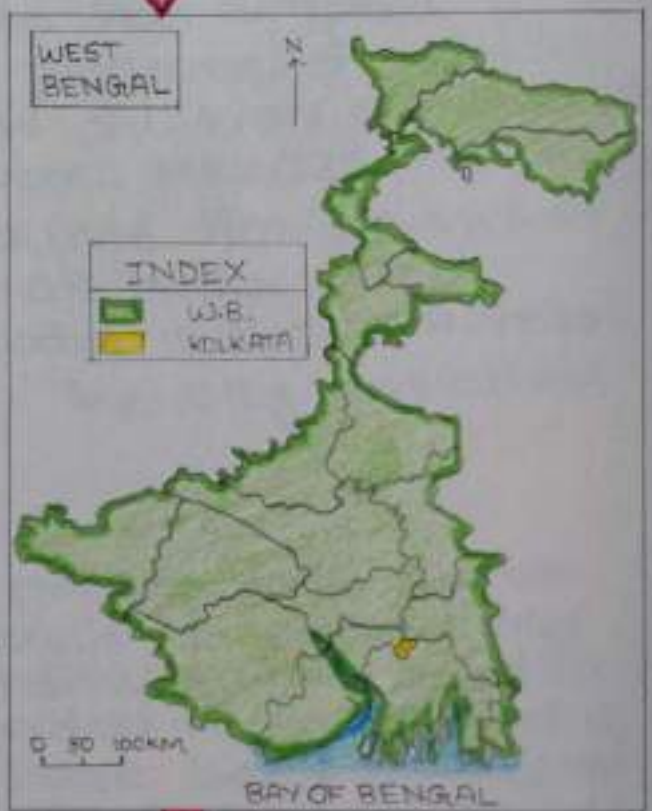 WEST
BENGAL
N
INDEX
W.B.
KOLKATA
0 50 100KM
BAY OF BENGAL